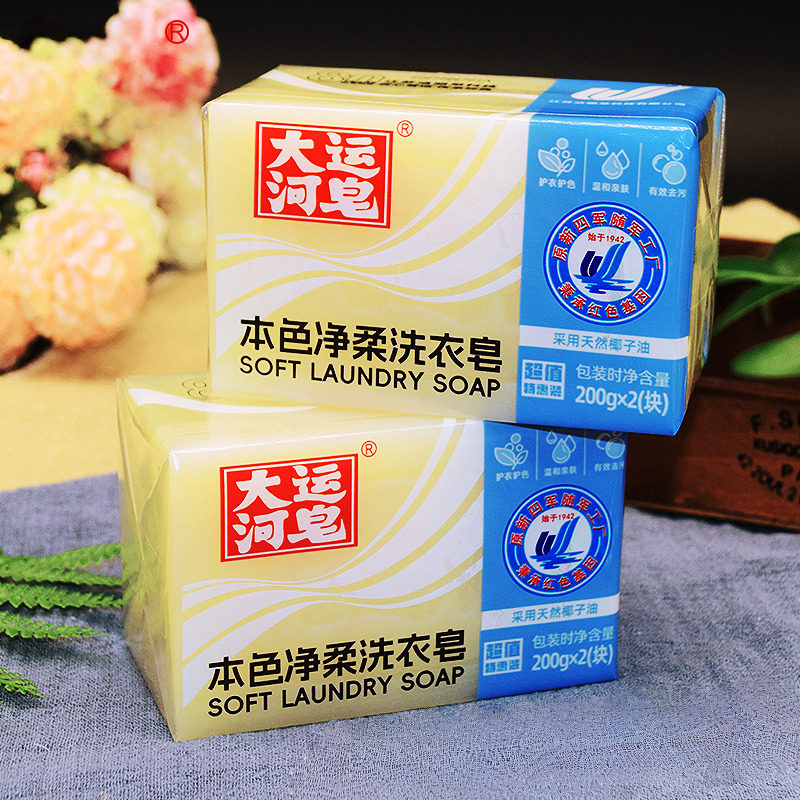 ®
大运
河皂
®
护衣护色
温和亲肤
有效去污
原新四军随军工厂
始于1942
秉承红色基因
采用天然椰子油
本色净柔洗衣皂
SOFT LAUNDRY SOAP
超值
特惠装
包装时净含量
200g×2(块)
大运
河皂
®
护衣护色
温和亲肤
有效去污
原新四军随军工厂
始于1942
秉承红色基因
采用天然椰子油
本色净柔洗衣皂
SOFT LAUNDRY SOAP
超值
特惠装
包装时净含量
200g×2(块)